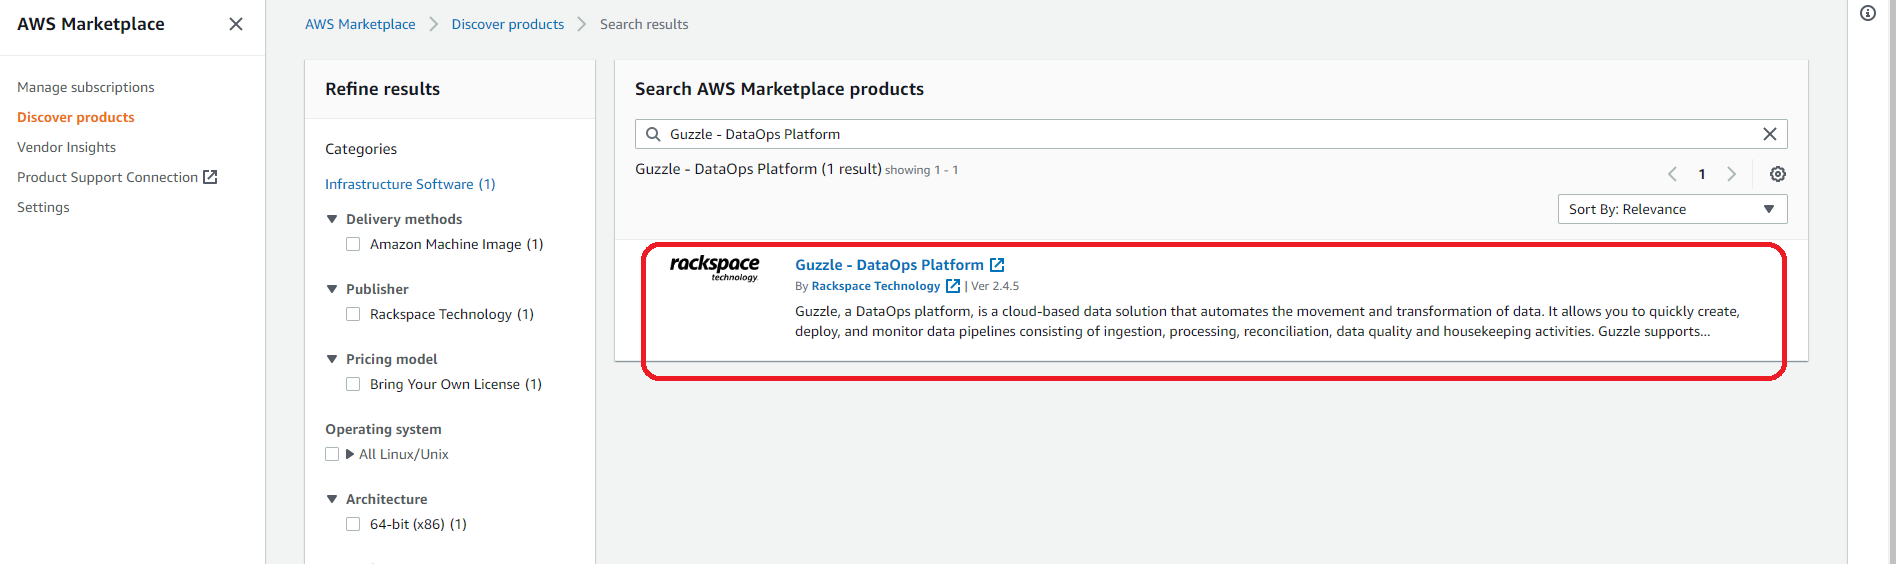 AWS Marketplace
Manage subscriptions
Discover products
Vendor Insights
Product Support Connection
Settings
AWS Marketplace
Discover products
Search results
Refine results
Categories
Infrastructure Software (1)
Delivery methods
Amazon Machine Image (1)
Publisher
Rackspace Technology (1)
Pricing model
Bring Your Own License (1)
Operating system
All Linux/Unix
Architecture
64-bit (x86) (1)
Search AWS Marketplace products
Guzzle - DataOps Platform
Guzzle - DataOps Platform (1 result) showing 1 - 1
1
Sort By: Relevance
rackspace
technology.
Guzzle - DataOps Platform
By Rackspace Technology | Ver 2.4.5
Guzzle, a DataOps platform, is a cloud-based data solution that automates the movement and transformation of data. It allows you to quickly create,
deploy, and monitor data pipelines consisting of ingestion, processing, reconciliation, data quality and housekeeping activities. Guzzle supports...